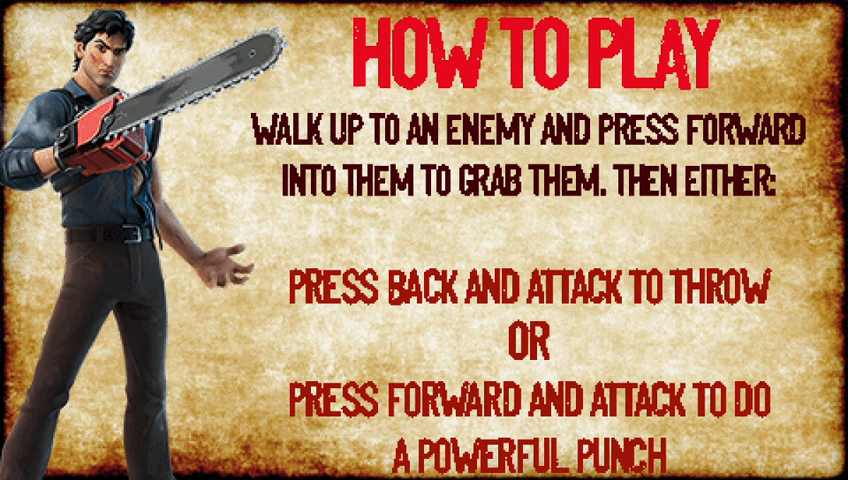 HOW TO PLAY
WALK UP TO AN ENEMY AND PRESS FORWARD
INTO THEM TO GRAB THEM. THEN EITHER:
PRESS BACK AND ATTACK TO THROW
OR
PRESS FORWARD AND ATTACK TO DO
A POWERFUL PUNCH